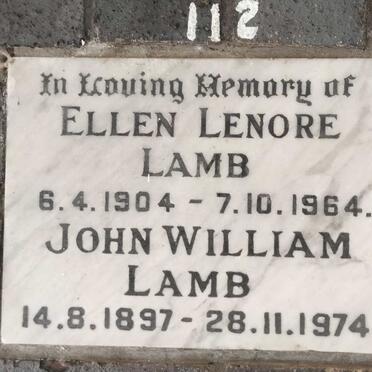 112
In Loving Memory of
ELLEN LENORE
LAMB
6.4.1904 - 7.10.1964.
JOHN WILLIAM
LAMB
14.8.1897 - 28.11.1974